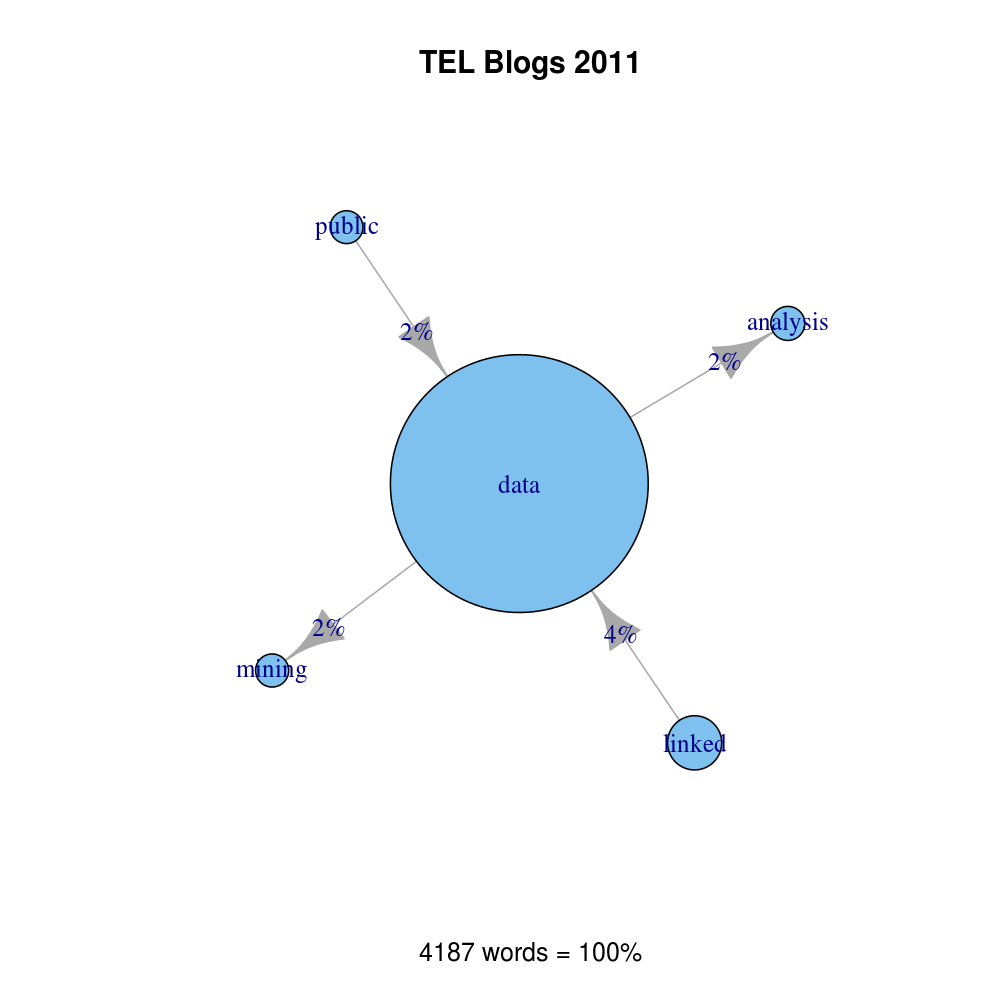 TEL Blogs 2011
public
analysis
2%
2%
data
2%
4%
mining
linked
4187 words = 100%